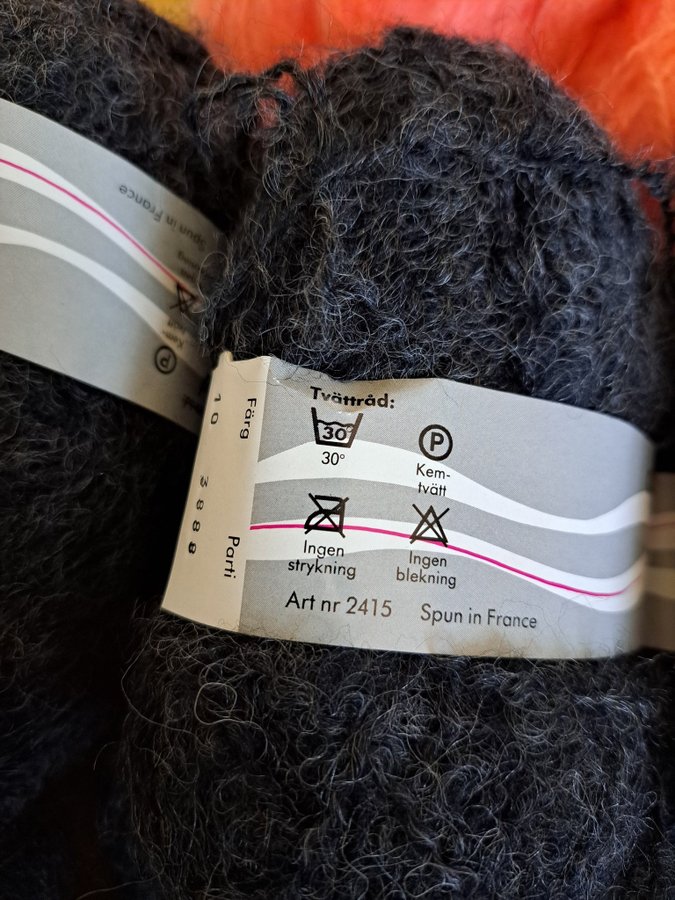 Spun in France
Färg
10
Parti
3888
Tvättråd:
30°
30°
P
Kem-
tvätt
Ingen
strykning
Ingen
blekning
Art nr 2415 Spun in France
P